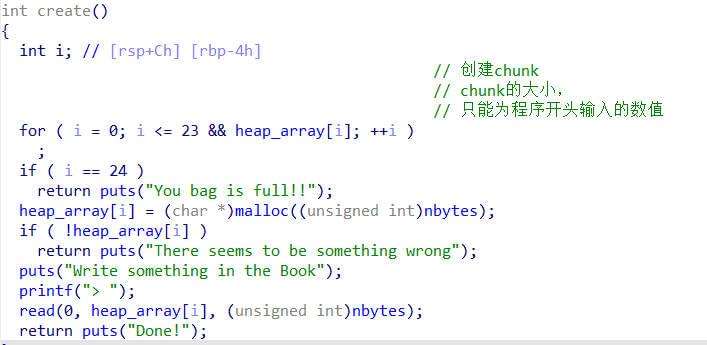 int create()
{
int i; // [rsp+Ch] [rbp-4h]
// 创建chunk
// chunk的大小，
// 只能为程序开头输入的数值
for ( i = 0; i <= 23 && heap_array[i]; ++i )
;
if ( i == 24 )
return puts("You bag is full!!");
heap_array[i] = (char *)malloc((unsigned int)nbytes);
if ( !heap_array[i] )
return puts("There seems to be something wrong");
puts("Write something in the Book");
printf("> ");
read(0, heap_array[i], (unsigned int)nbytes);
return puts("Done!");